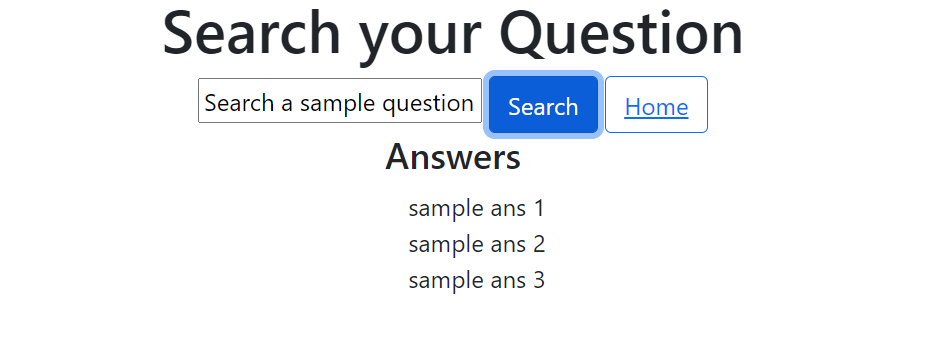 Search your Question
Search a sample question Search Home
Answers
sample ans 1
sample ans 2
sample ans 3